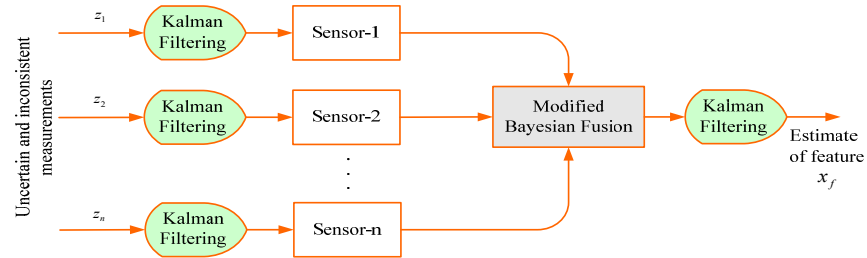 Uncertain and inconsistent
measurements
z1
Kalman
Filtering
Sensor-1
z2
Kalman
Filtering
Sensor-2
zn
Kalman
Filtering
Sensor-n
Modified
Bayesian Fusion
Kalman
Filtering
Estimate
of feature
xf